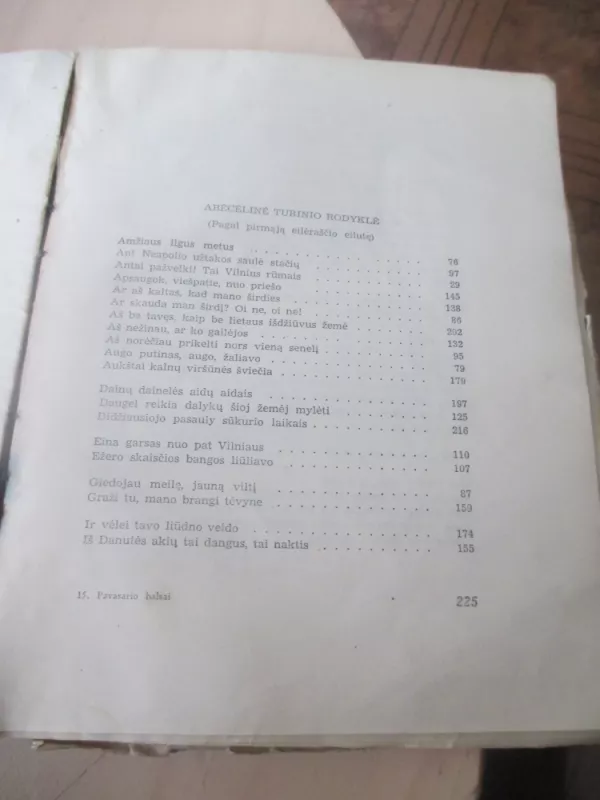 ABĖCĖLINĖ TURINIO RODYKLĖ
(Pagal pirmąją eilėraščio eilutę)
Amžiaus ilgus metus . . . . . . . . . . 76
Ant Neapolio užtakos saulė stačių . . . . . . . 97
Antai pažvelki! Tai Vilnius rūmais . . . . . . . 29
Apsaugok, viešpatie, nuo priešo . . . . . . . 145
Ar aš kaltas, kad mano širdies . . . . . . . 138
Ar skauda man širdį? Oi ne, oi ne! . . . . . . . 86
Aš be tavęs, kaip be lietaus išdžiūvus žemė . . . . 202
Aš nežinau, ar ko gailėjos . . . . . . . . . 132
Aš norėčiau prikelti nors vieną senelį . . . . . . 95
Augo putinas, augo, žaliavo . . . . . . . . . 79
Aukštai kalnų viršūnės šviečia . . . . . . . . 179
Dainų dainelės aidų aidais . . . . . . . . . 197
Daugel reikia dalykų šioj žemėj mylėti . . . . . . 125
Didžiausiojo pasauly sūkurio laikais . . . . . . . 216
Eina garsas nuo pat Vilniaus . . . . . . . . . 110
Ežero skaisčios bangos liūliavo . . . . . . . . 107
Giedojau meilę, jauną viltį . . . . . . . . . 87
Graži tu, mano brangi tėvyne . . . . . . . . . 159
Ir vėlei tavo liūdno veido . . . . . . . . . . 174
Iš Danutės akių tai dangus, tai naktis . . . . . . 155
15. Pavasario balsai 225